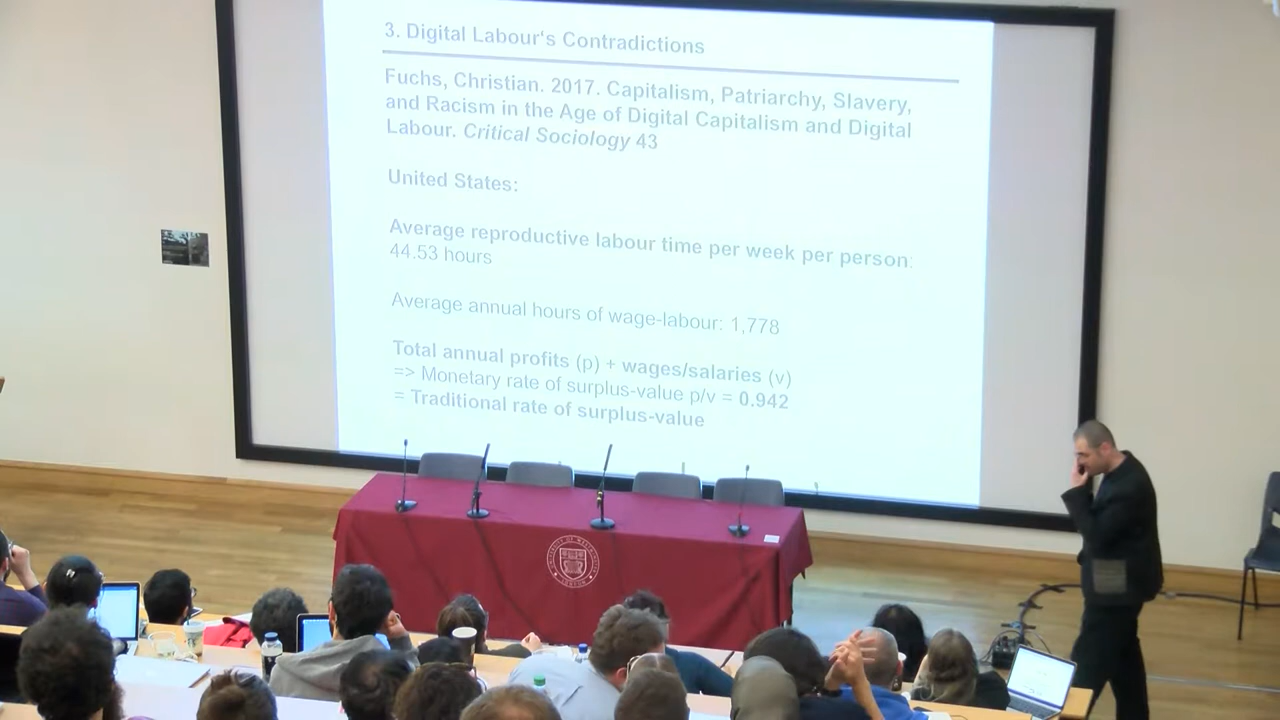 3. Digital Labour's Contradictions
Fuchs, Christian. 2017. Capitalism, Patriarchy, Slavery,
and Racism in the Age of Digital Capitalism and Digital
Labour. Critical Sociology 43
United States:
Average reproductive labour time per week per person:
44.53 hours
Average annual hours of wage-labour: 1,778
Total annual profits (p) + wages/salaries (v)
=> Monetary rate of surplus-value p/v = 0.942
= Traditional rate of surplus-value